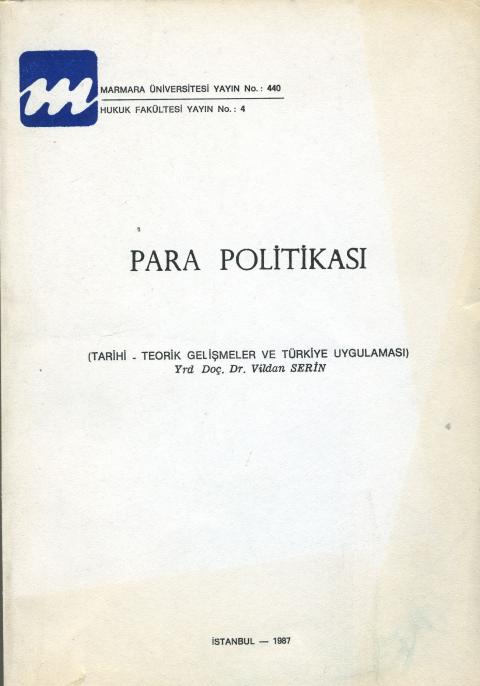 MARMARA ÜNİVERSİTESİ YAYIN No.: 440
HUKUK FAKÜLTESİ YAYIN No.: 4
PARA POLİTİKASI
(TARİHİ - TEORİK GELİŞMELER VE TÜRKİYE UYGULAMASI)
Yrd Doç. Dr. Vildan SERİN
İSTANBUL — 1987